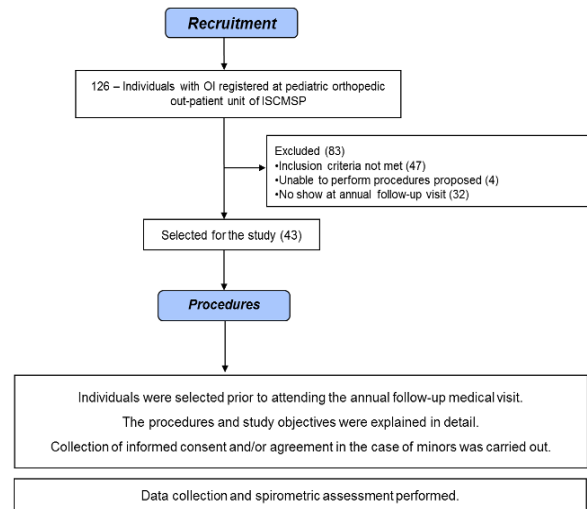 Recruitment
126 – Individuals with OI registered at pediatric orthopedic
out-patient unit of ISCMSP
Excluded (83)
•Inclusion criteria not met (47)
•Unable to perform procedures proposed (4)
•No show at annual follow-up visit (32)
Selected for the study (43)
Procedures
Individuals were selected prior to attending the annual follow-up medical visit.
The procedures and study objectives were explained in detail.
Collection of informed consent and/or agreement in the case of minors was carried out.
Data collection and spirometric assessment performed.